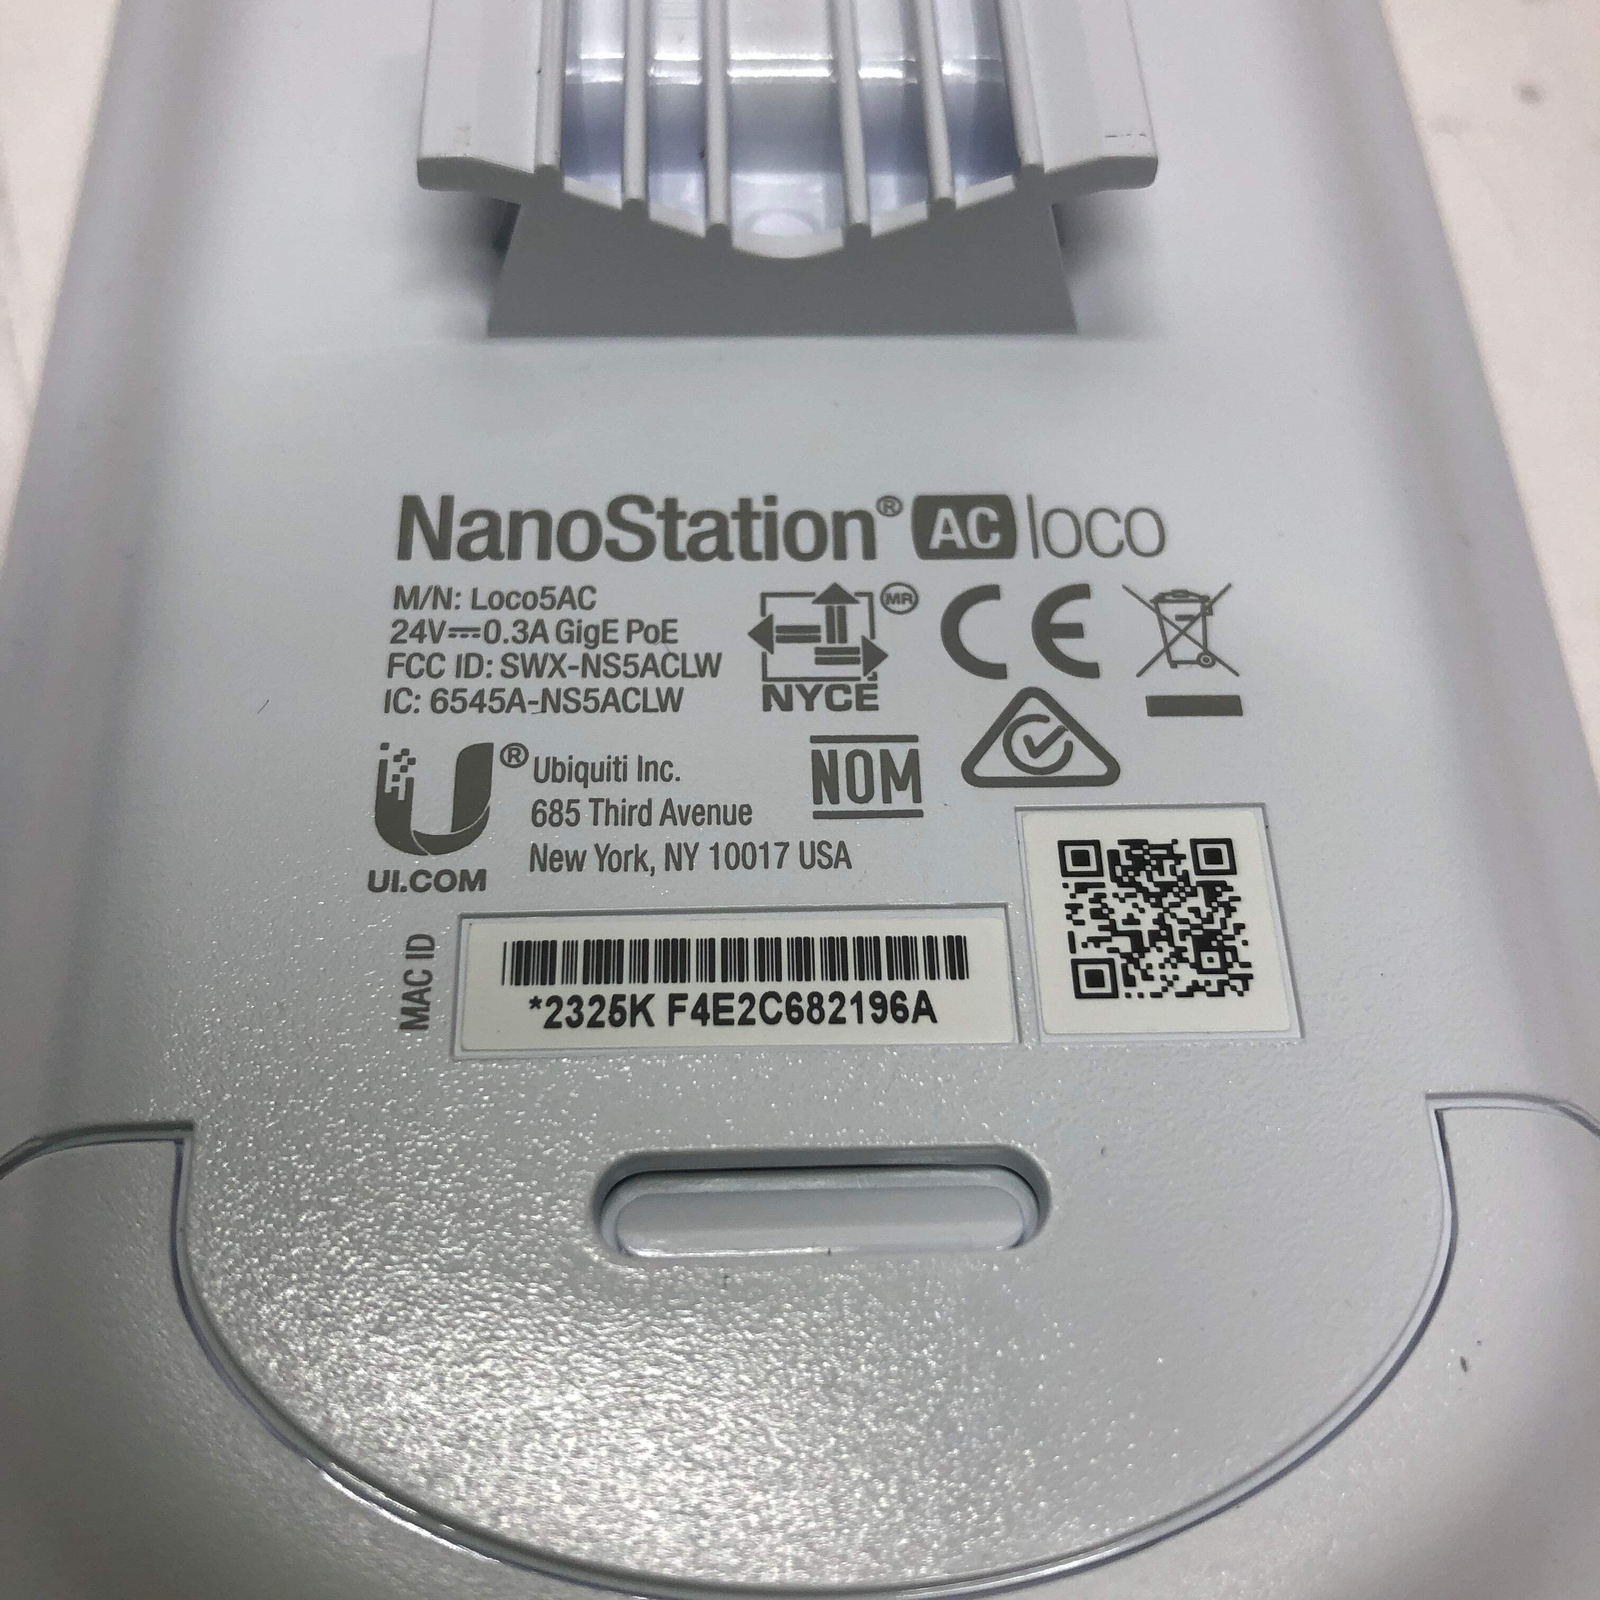 NanoStation® AC loco
M/N: Loco5AC
24V⎓0.3A GigE PoE
FCC ID: SWX-NS5ACLW
IC: 6545A-NS5ACLW
MR
NYCE
CE
U®
UI.COM
Ubiquiti Inc.
685 Third Avenue
New York, NY 10017 USA
NOM
MAC ID
*2325K F4E2C682196A